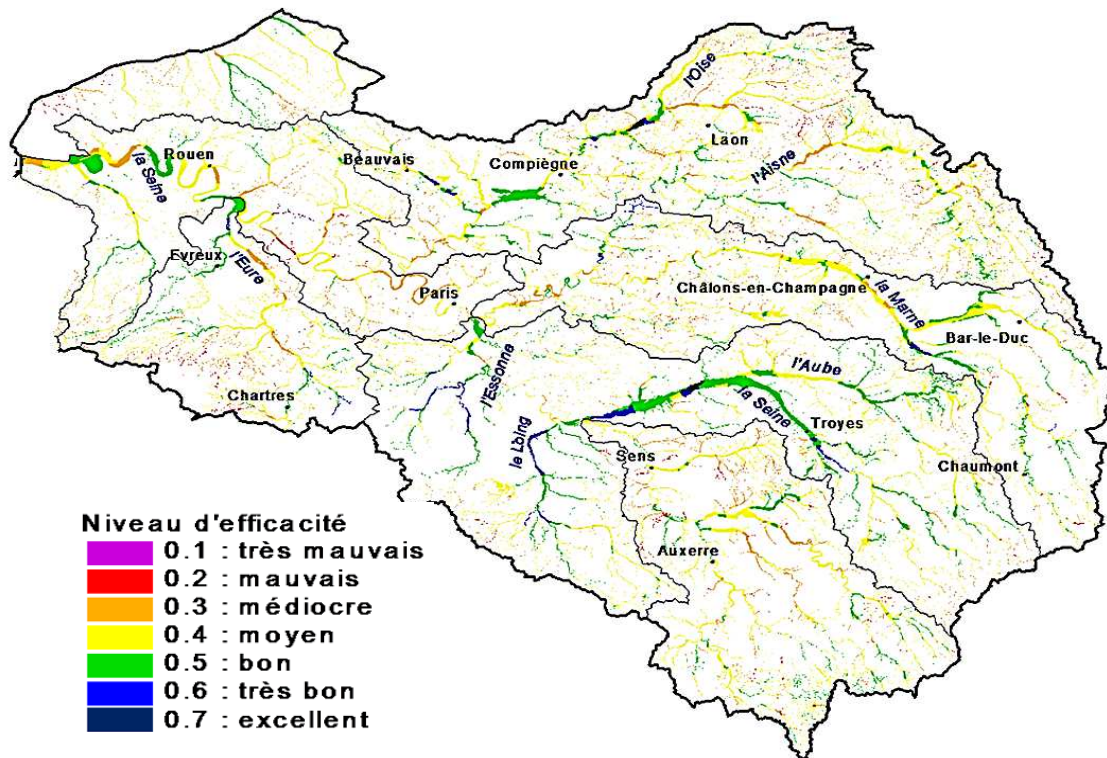 l'Oise
Laon
Rouen
la Seine
Beauvais
Compiègne
l'Aisne
Evreux
l'Eure
Paris
Châlons-en-Champagne
la Marne
Bar-le-Duc
l'Essonne
l'Aube
Chartres
la Seine
Troyes
le Loing
Sens
Chaumont
Auxerre
Niveau d'efficacité
0.1 : très mauvais
0.2 : mauvais
0.3 : médiocre
0.4 : moyen
0.5 : bon
0.6 : très bon
0.7 : excellent